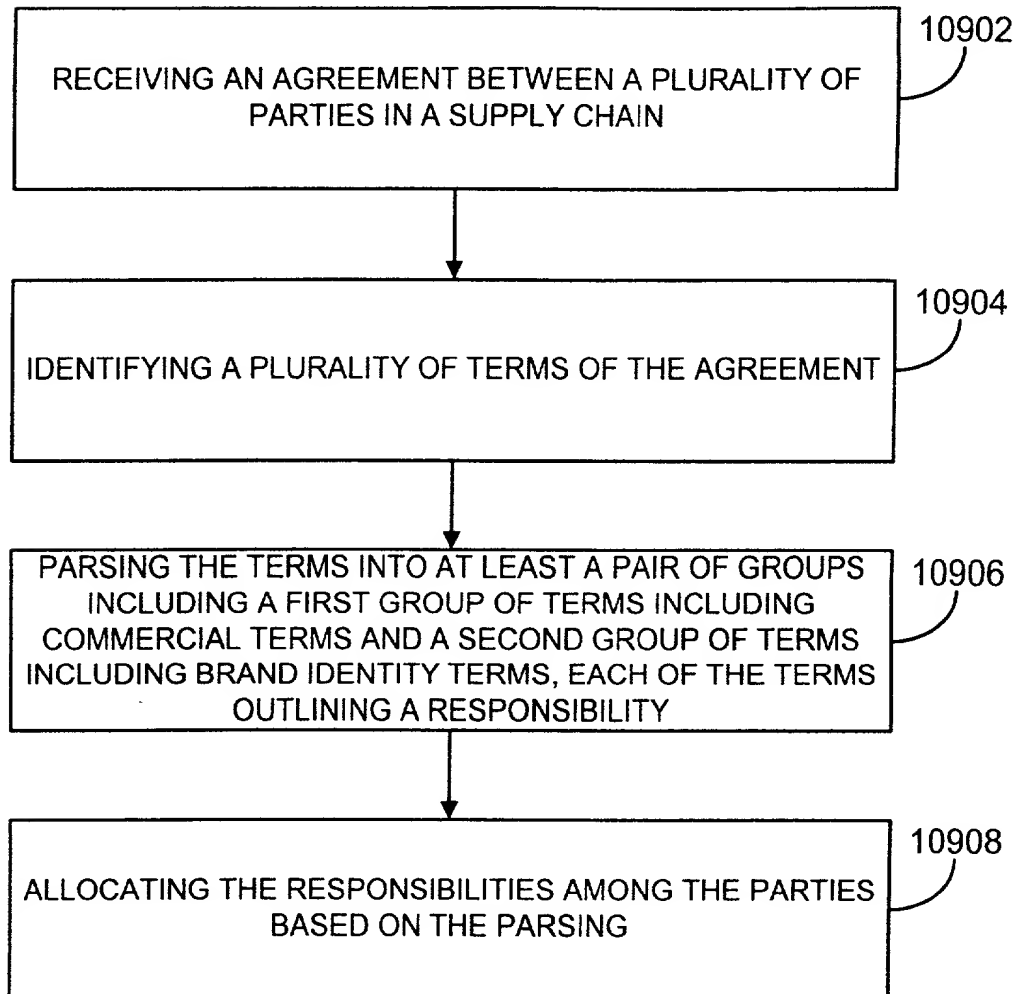 10902
RECEIVING AN AGREEMENT BETWEEN A PLURALITY OF
PARTIES IN A SUPPLY CHAIN
10904
IDENTIFYING A PLURALITY OF TERMS OF THE AGREEMENT
10906
PARSING THE TERMS INTO AT LEAST A PAIR OF GROUPS
INCLUDING A FIRST GROUP OF TERMS INCLUDING
COMMERCIAL TERMS AND A SECOND GROUP OF TERMS
INCLUDING BRAND IDENTITY TERMS, EACH OF THE TERMS
OUTLINING A RESPONSIBILITY
10908
ALLOCATING THE RESPONSIBILITIES AMONG THE PARTIES
BASED ON THE PARSING